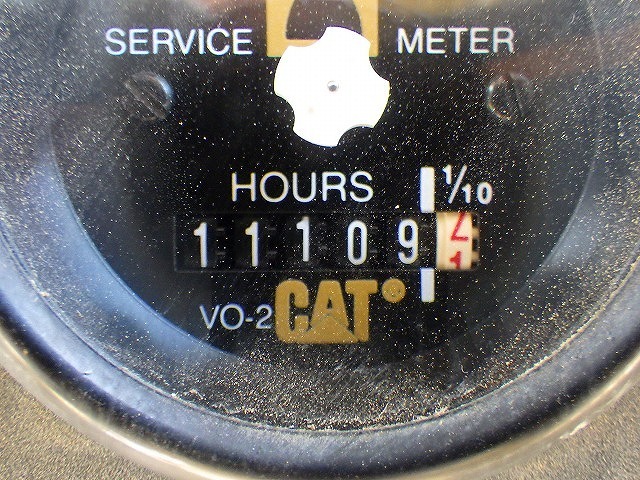 SERVICE METER
HOURS 1/10
11109
VO-2 CAT®